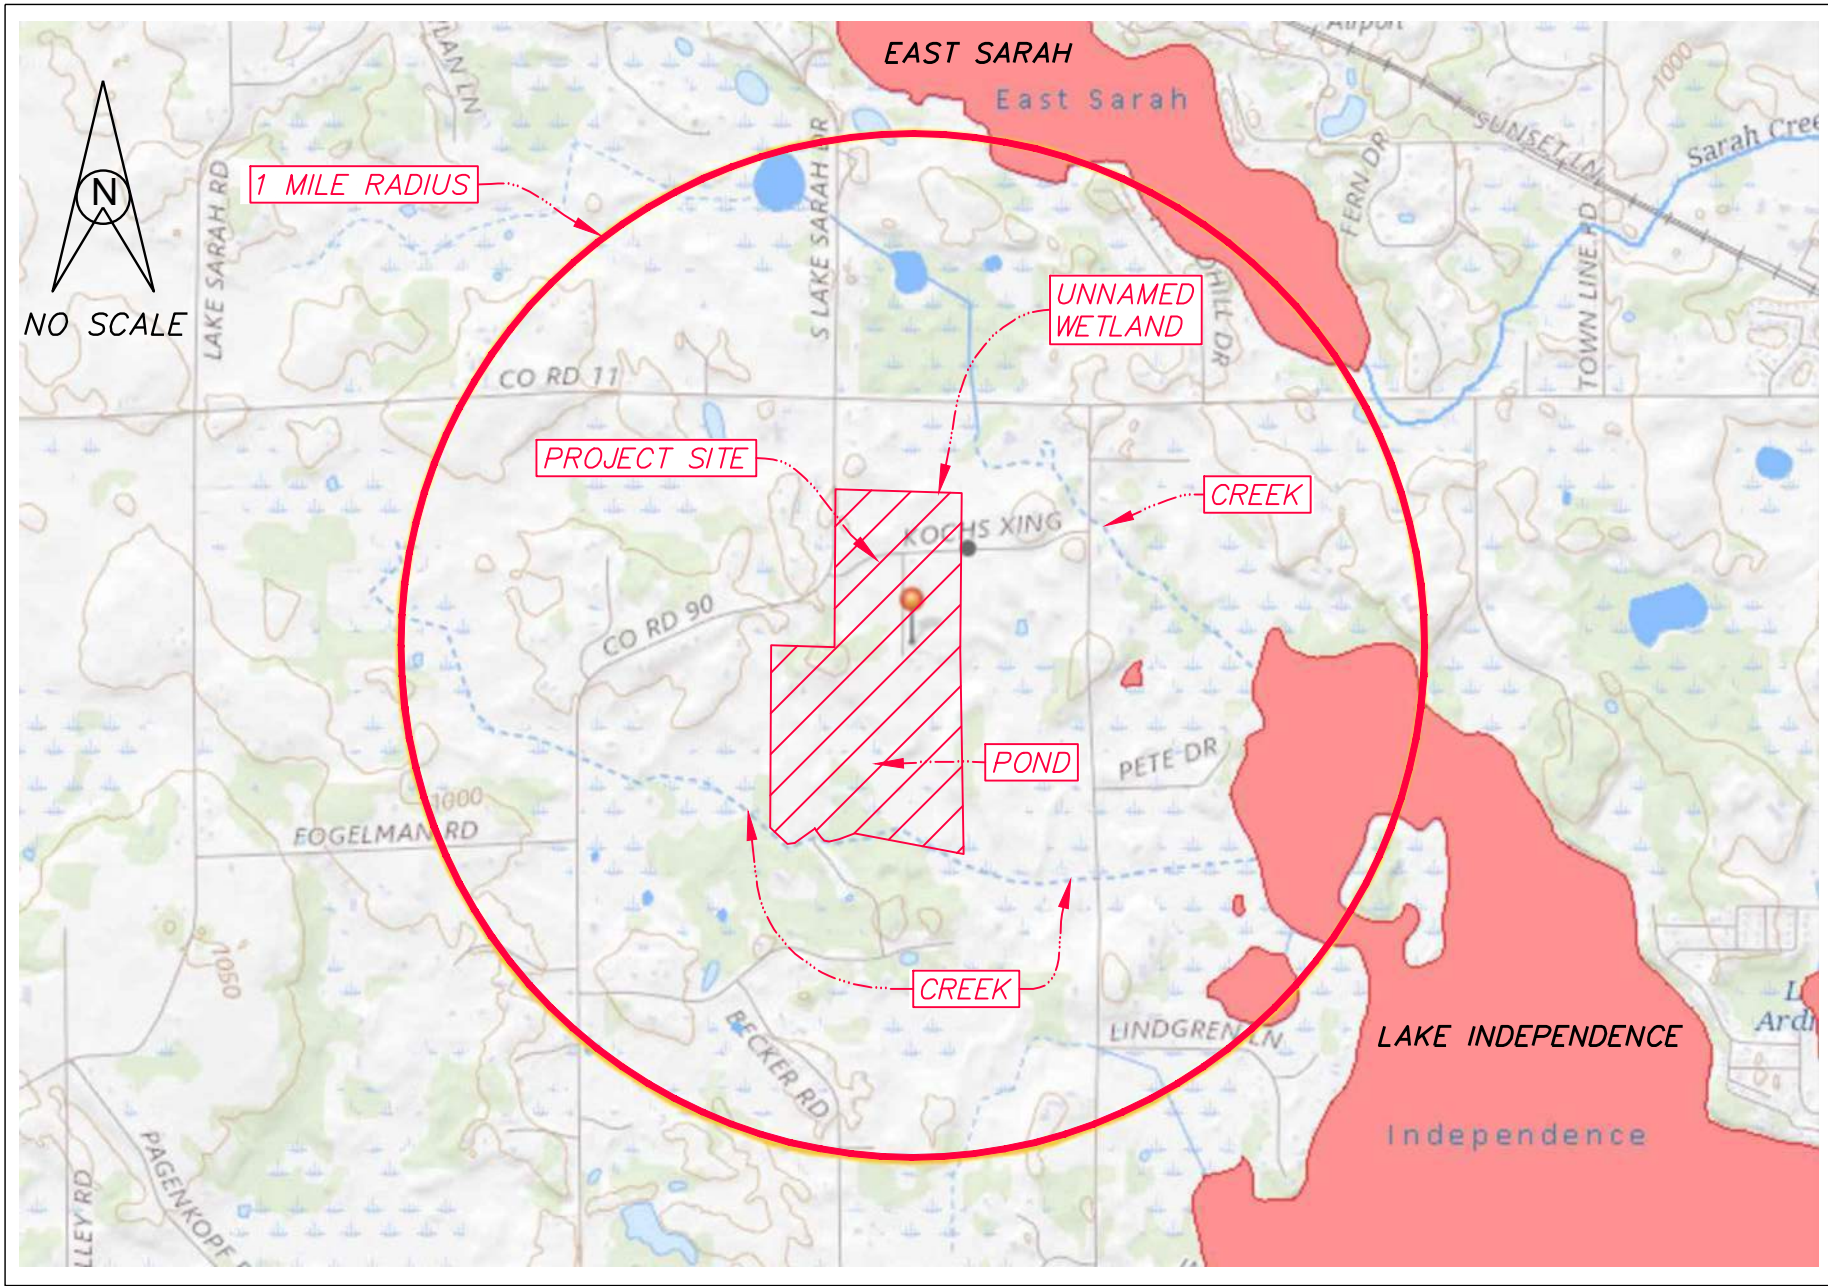 EAST SARAH
Airport
East Sarah
1000
SUNSET LN
Sarah Cree
LAN LN
S LAKE SARAH DR
FERN DR
1 MILE RADIUS
N
LAKE SARAH RD
TOWN LINE RD
UNNAMED
WETLAND
NO SCALE
HILL DR
CO RD 11
PROJECT SITE
CREEK
KOCHS XING
CO RD 90
PETE DR
POND
1000
FOGELMAN RD
1050
CREEK
BECKER RD
LINDGREN LN
LAKE INDEPENDENCE
L
Ard
Independence
PAGENKOPF
LLEY RD